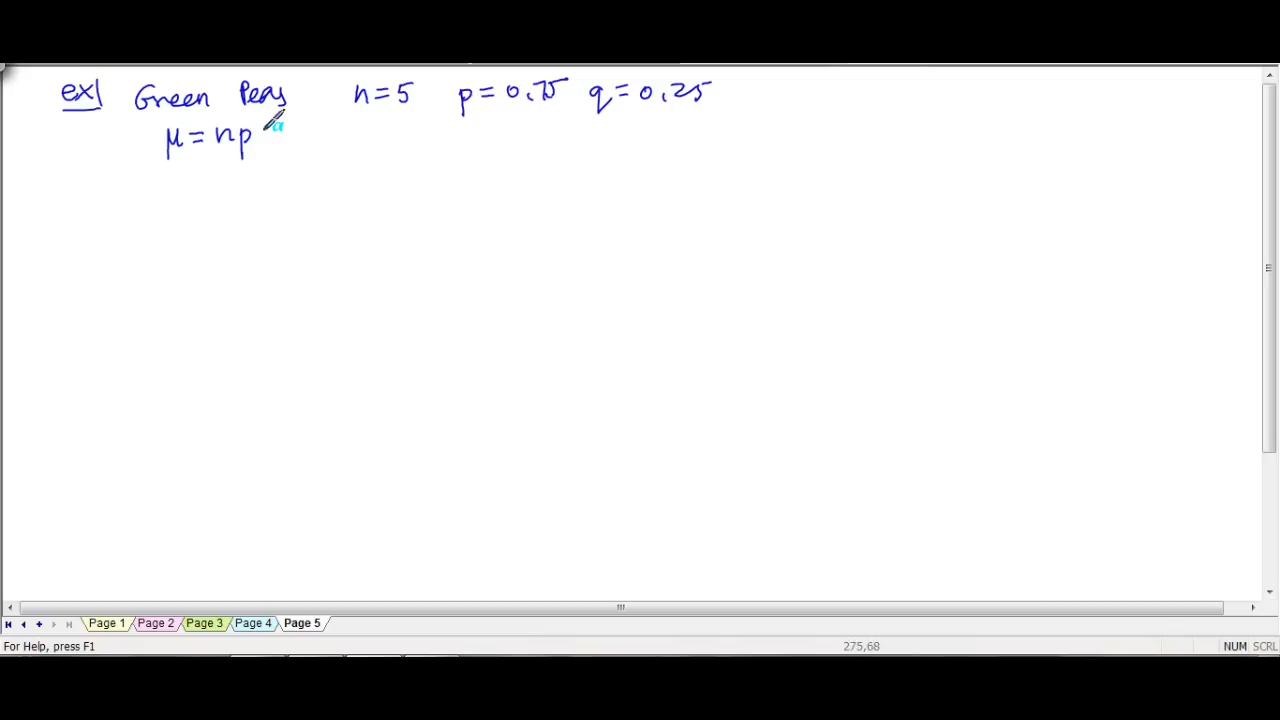 ex1 Green Peas n = 5 p = 0.75 q = 0.25
μ = np
Page 1 Page 2 Page 3 Page 4 Page 5
For Help, press F1 275,68 NUM SCRL